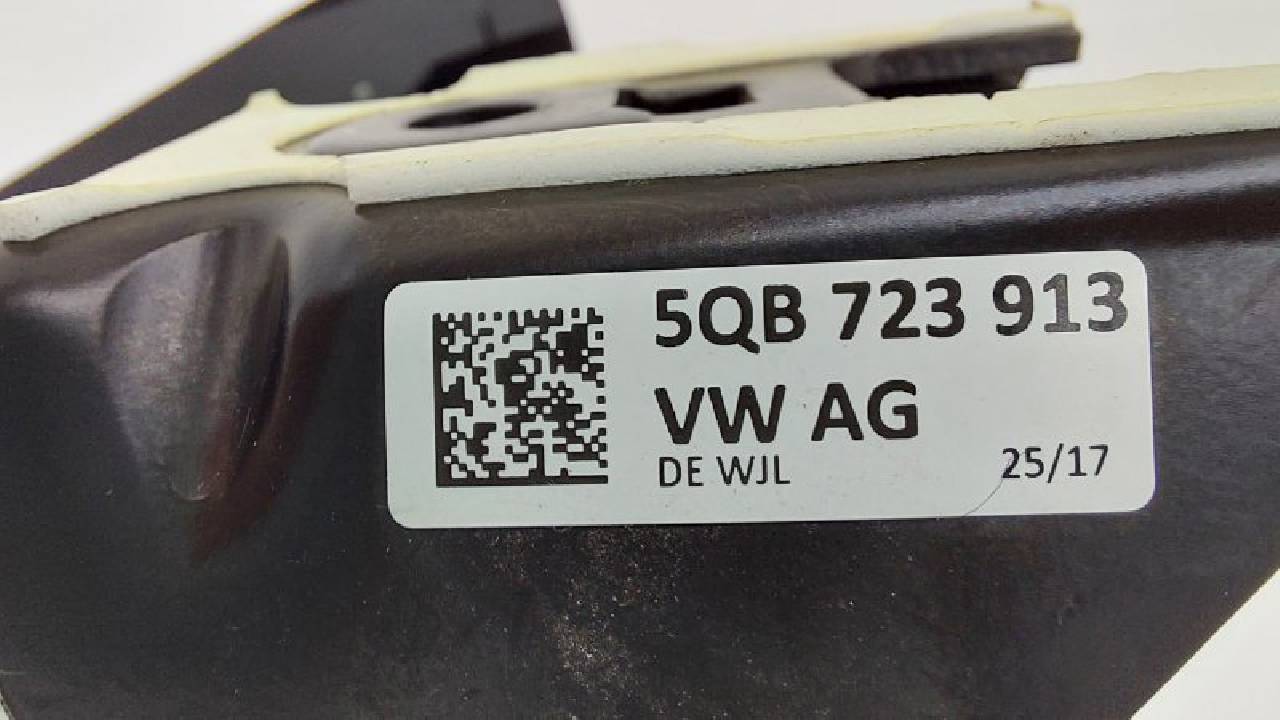 5QB 723 913
VW AG
DE WJL 25/17